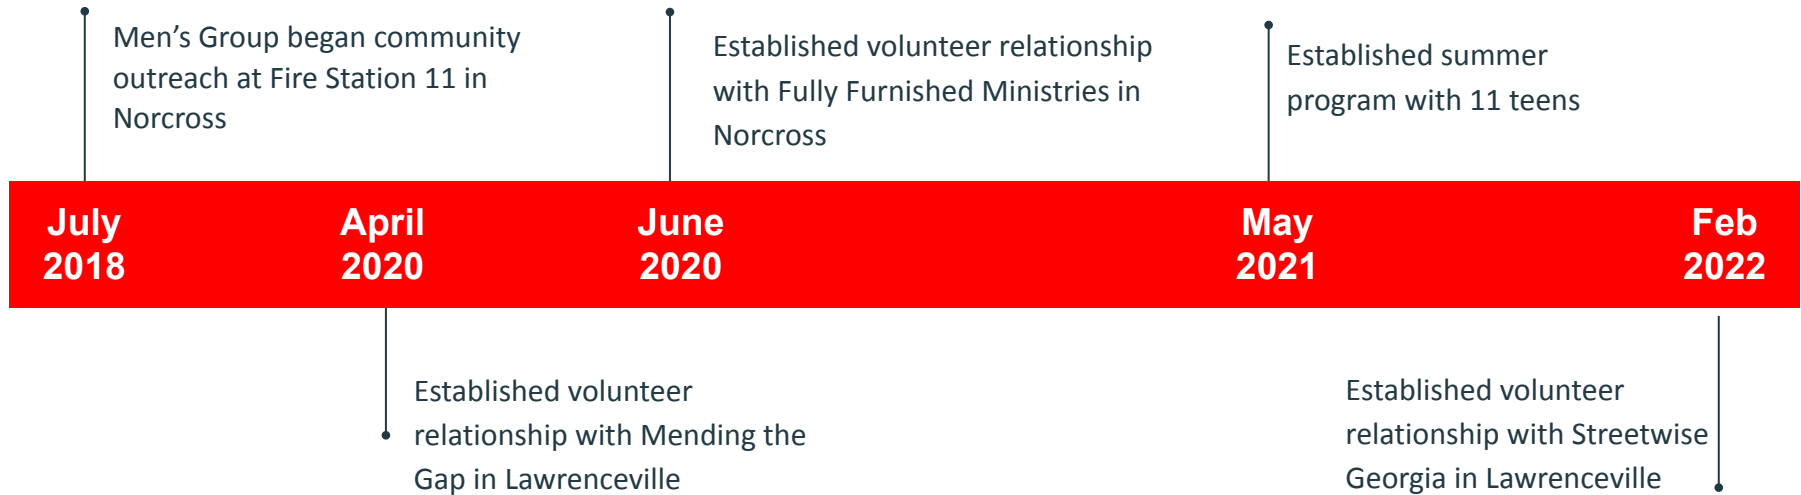 Men’s Group began community
outreach at Fire Station 11 in
Norcross
Established volunteer relationship
with Fully Furnished Ministries in
Norcross
Established summer
program with 11 teens
July
2018
April
2020
June
2020
May
2021
Feb
2022
Established volunteer
relationship with Mending the
Gap in Lawrenceville
Established volunteer
relationship with Streetwise
Georgia in Lawrenceville